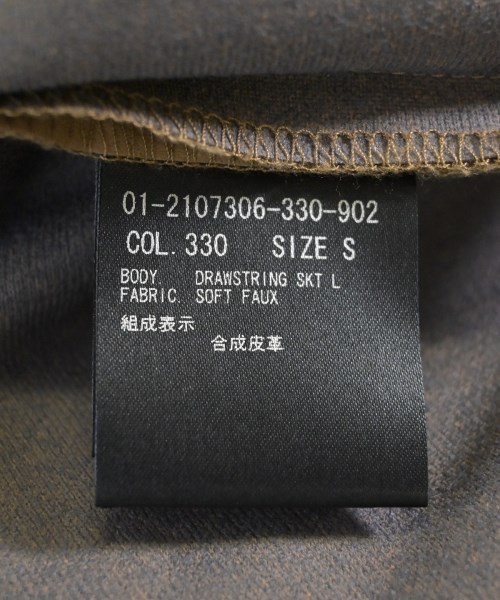 01-2107306-330-902
COL. 330 SIZE S
BODY DRAWSTRING SKT L
FABRIC SOFT FAUX
組成表示
合成皮革